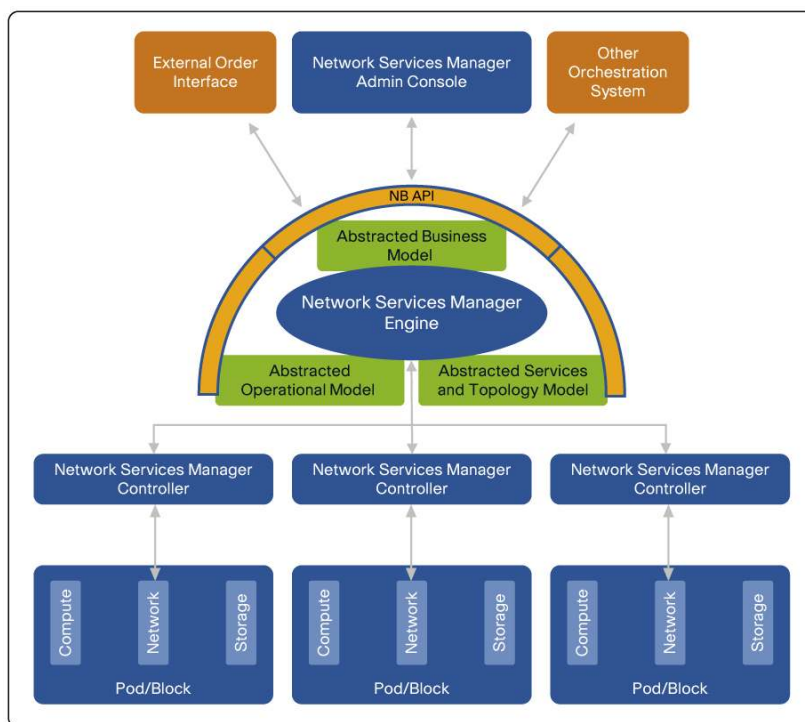 External Order
Interface
Network Services Manager
Admin Console
Other
Orchestration
System
NB API
Abstracted Business
Model
Network Services Manager
Engine
Abstracted
Operational Model
Abstracted Services
and Topology Model
Network Services Manager
Controller
Network Services Manager
Controller
Network Services Manager
Controller
Compute
Network
Storage
Pod/Block
Compute
Network
Storage
Pod/Block
Compute
Network
Storage
Pod/Block